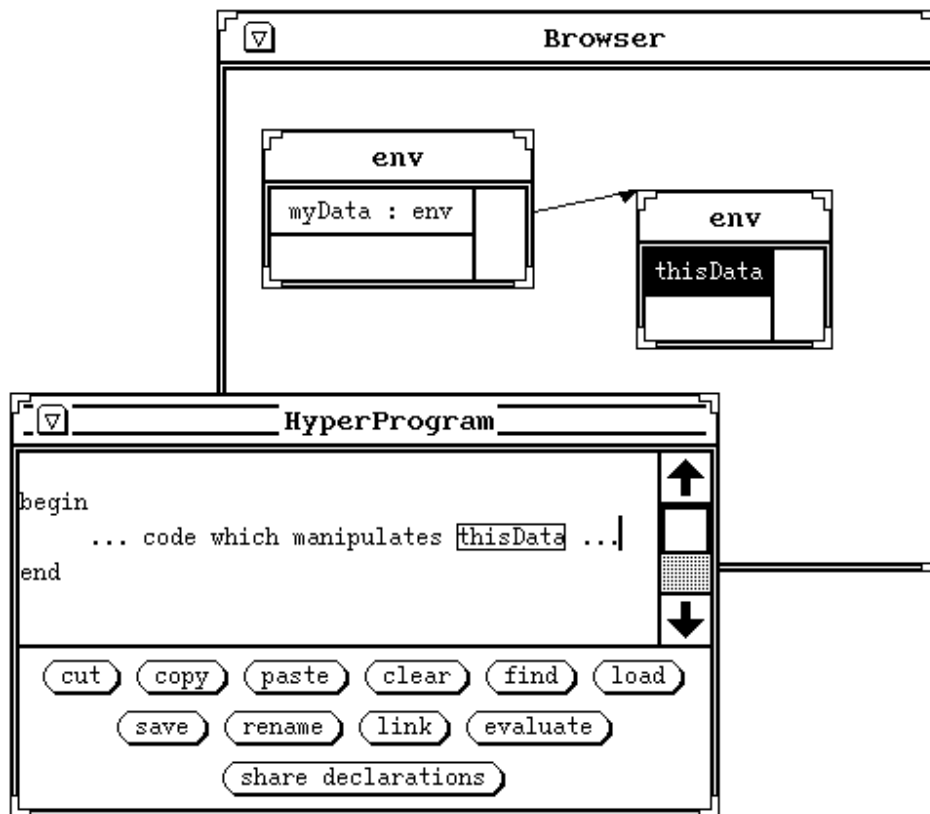 Browser
env
myData : env
env
thisData
HyperProgram
begin
... code which manipulates thisData ...
end
cut copy paste clear find load
save rename link evaluate
share declarations